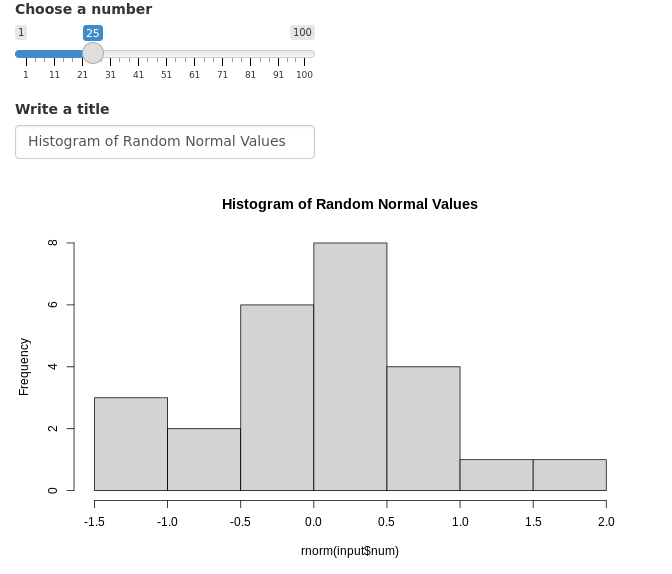 Choose a number
1 25 100
1 11 21 31 41 51 61 71 81 91 100
Write a title
Histogram of Random Normal Values
Histogram of Random Normal Values
8
6
4
2
0
Frequency
-1.5 -1.0 -0.5 0.0 0.5 1.0 1.5 2.0
rnorm(input$num)